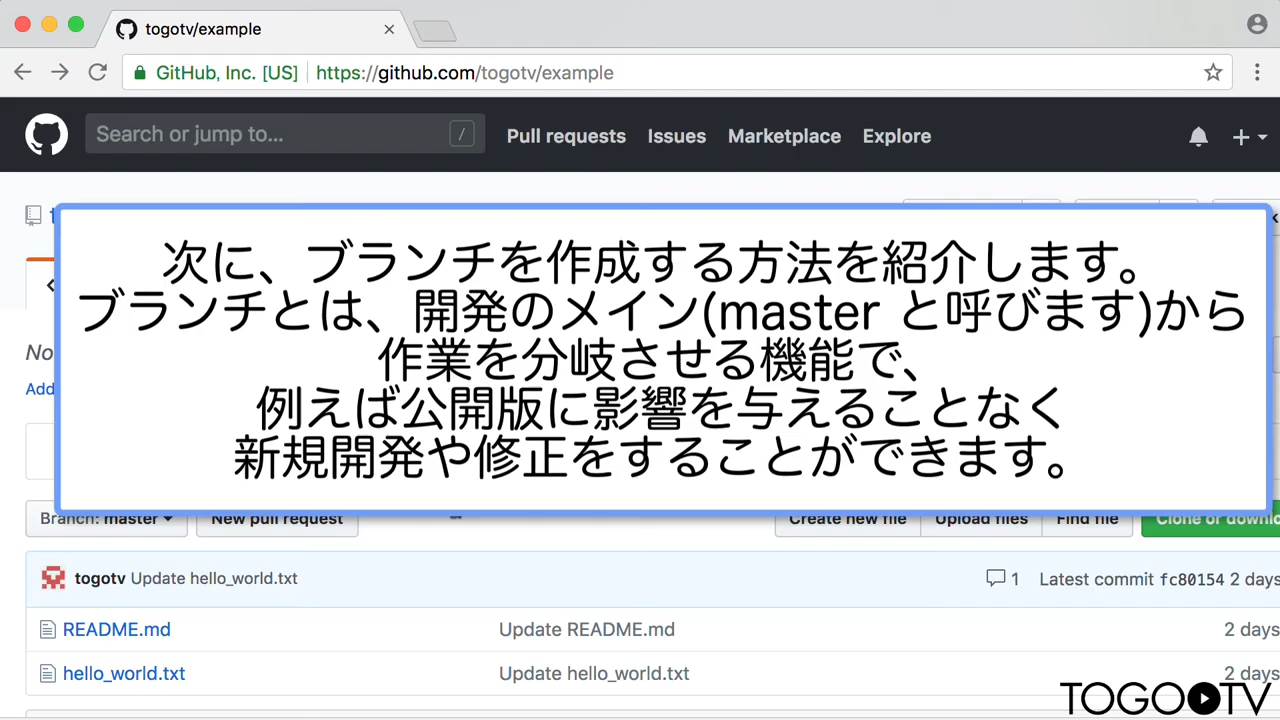 togotv/example
GitHub, Inc. [US] https://github.com/togotv/example
Search or jump to... /
Pull requests Issues Marketplace Explore
次に、ブランチを作成する方法を紹介します。
ブランチとは、開発のメイン(master と呼びます)から
作業を分岐させる機能で、
例えば公開版に影響を与えることなく
新規開発や修正をすることができます。
No
Add
Branch: master New pull request Create new file Upload files Find file Clone or downlo
togotv Update hello_world.txt 1 Latest commit fc80154 2 days
README.md Update README.md 2 days
hello_world.txt Update hello_world.txt 2 days
TOGOTV